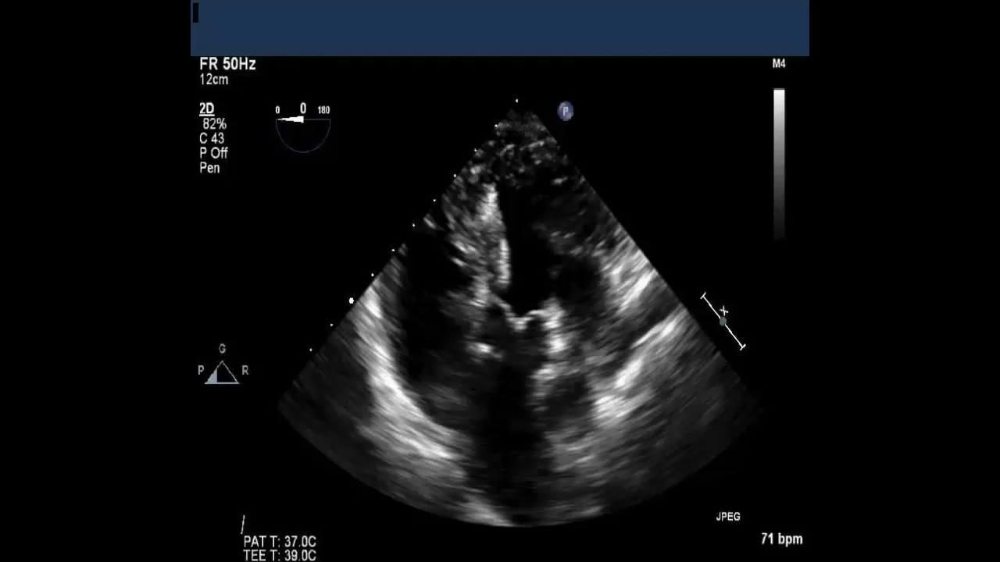 FR 50Hz
12cm
M4
2D
82%
C 43
P Off
Pen
0 0 180
P
G
P R
JPEG
71 bpm
PAT T: 37.0C
TEE T: 39.0C